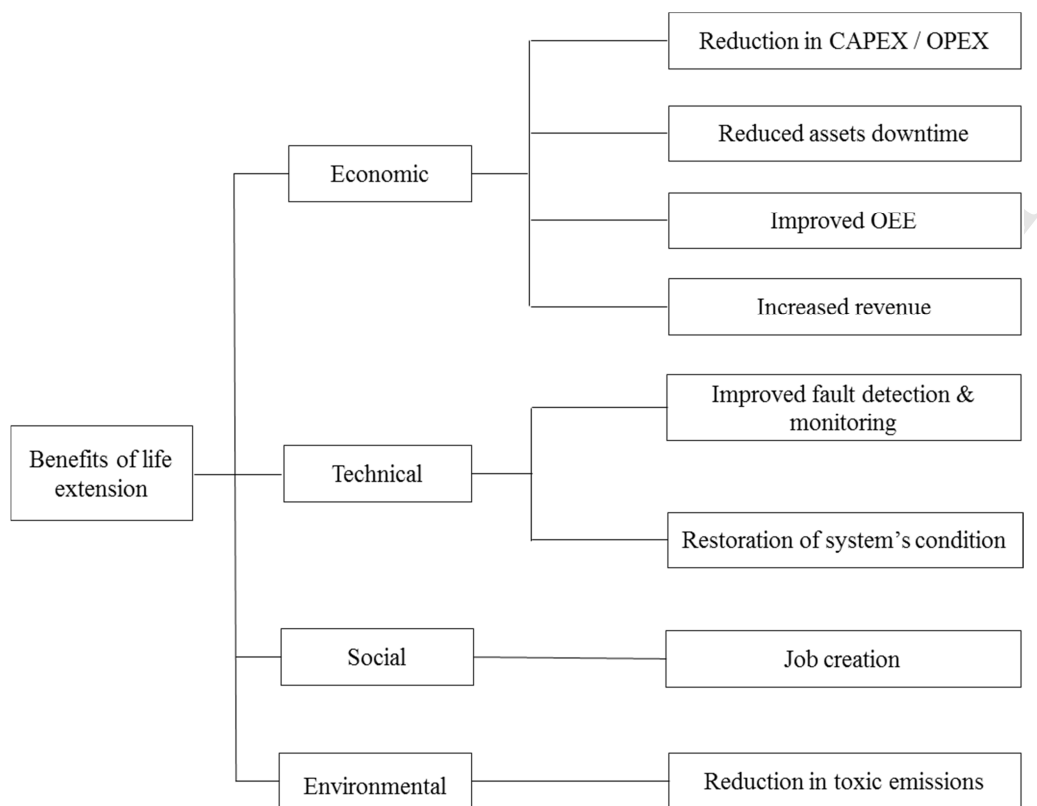 Reduction in CAPEX / OPEX
Reduced assets downtime
Economic
Improved OEE
Increased revenue
Improved fault detection &
monitoring
Benefits of life
extension
Technical
Restoration of system’s condition
Social
Job creation
Environmental
Reduction in toxic emissions